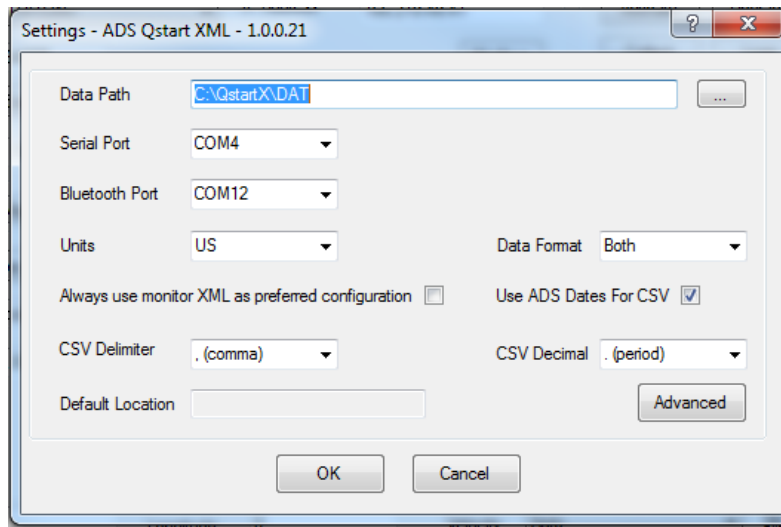 Settings - ADS Qstart XML - 1.0.0.21
?
Data Path C:\QstartX\DAT ...
Serial Port COM4
Bluetooth Port COM12
Units US Data Format Both
Always use monitor XML as preferred configuration Use ADS Dates For CSV
CSV Delimiter , (comma) CSV Decimal . (period)
Default Location Advanced
OK Cancel